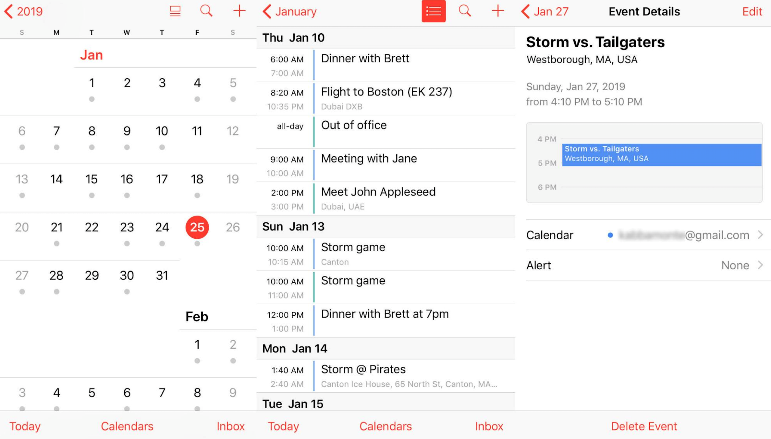 2019
S M T W T F S
Jan
1 2 3 4 5
6 7 8 9 10 11 12
13 14 15 16 17 18 19
20 21 22 23 24 25 26
27 28 29 30 31
Feb
1 2
3 4 5 6 7 8 9
Today Calendars Inbox
January
Thu Jan 10
6:00 AM Dinner with Brett
7:00 AM
8:20 AM Flight to Boston (EK 237)
10:35 PM Dubai DXB
all-day Out of office
9:00 AM Meeting with Jane
10:00 AM
2:00 PM Meet John Appleseed
3:00 PM Dubai, UAE
Sun Jan 13
10:00 AM Storm game
10:15 AM Canton
10:00 AM Storm game
11:00 AM
12:00 PM Dinner with Brett at 7pm
1:00 PM
Mon Jan 14
1:40 AM Storm @ Pirates
2:40 AM Canton Ice House, 65 North St, Canton, MA...
Tue Jan 15
Today Calendars Inbox
Jan 27 Event Details Edit
Storm vs. Tailgaters
Westborough, MA, USA
Sunday, Jan 27, 2019
from 4:10 PM to 5:10 PM
4 PM
Storm vs. Tailgaters
Westborough, MA, USA
5 PM
6 PM
Calendar @gmail.com
Alert None
Delete Event